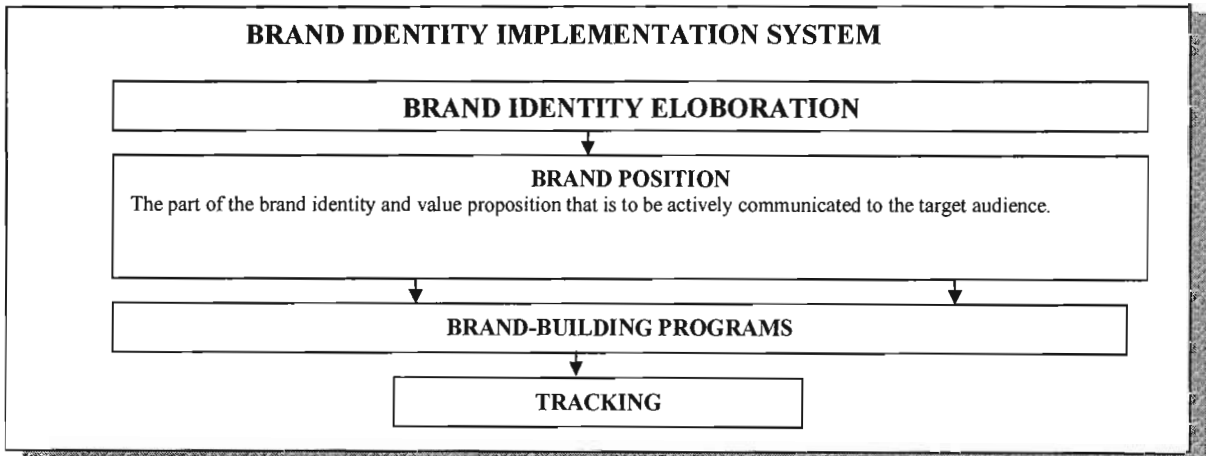 BRAND IDENTITY IMPLEMENTATION SYSTEM
BRAND IDENTITY ELOBORATION
BRAND POSITION
The part of the brand identity and value proposition that is to be actively communicated to the target audience.
BRAND-BUILDING PROGRAMS
TRACKING